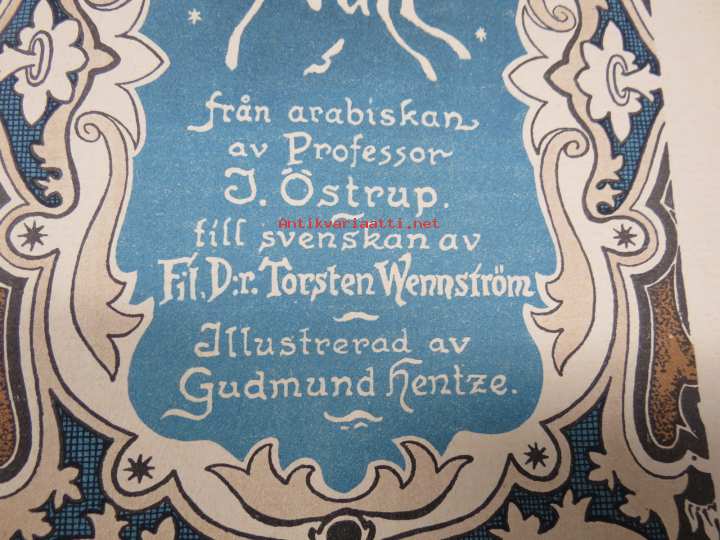 från arabiskan
av Professor
J. Östrup.
Antikvariaatti.net
till svenskan av
Fil. D:r. Torsten Wennström
Illustrerad av
Gudmund Hentze.